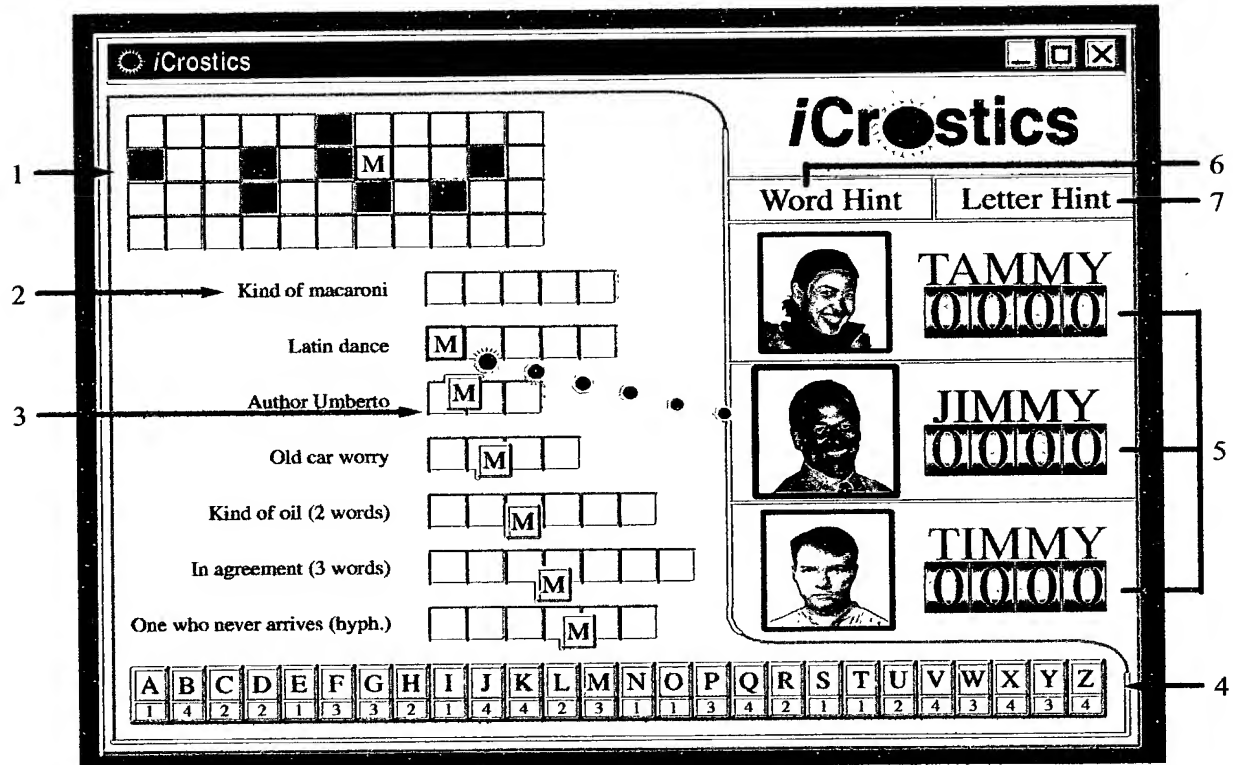 iCrostics
iCrostics
1
M
6
Word Hint
Letter Hint
7
TAMMY
0000
2
Kind of macaroni
Latin dance
M
3
Author Umberto
M
JIMMY
0000
5
Old car worry
M
Kind of oil (2 words)
M
In agreement (3 words)
M
TIMMY
0000
One who never arrives (hyph.)
M
A B C D E F G H I J K L M N O P Q R S T U V W X Y Z
1 4 2 2 1 3 3 2 1 4 4 2 3 1 1 3 4 2 1 1 2 4 3 4 3 4
4